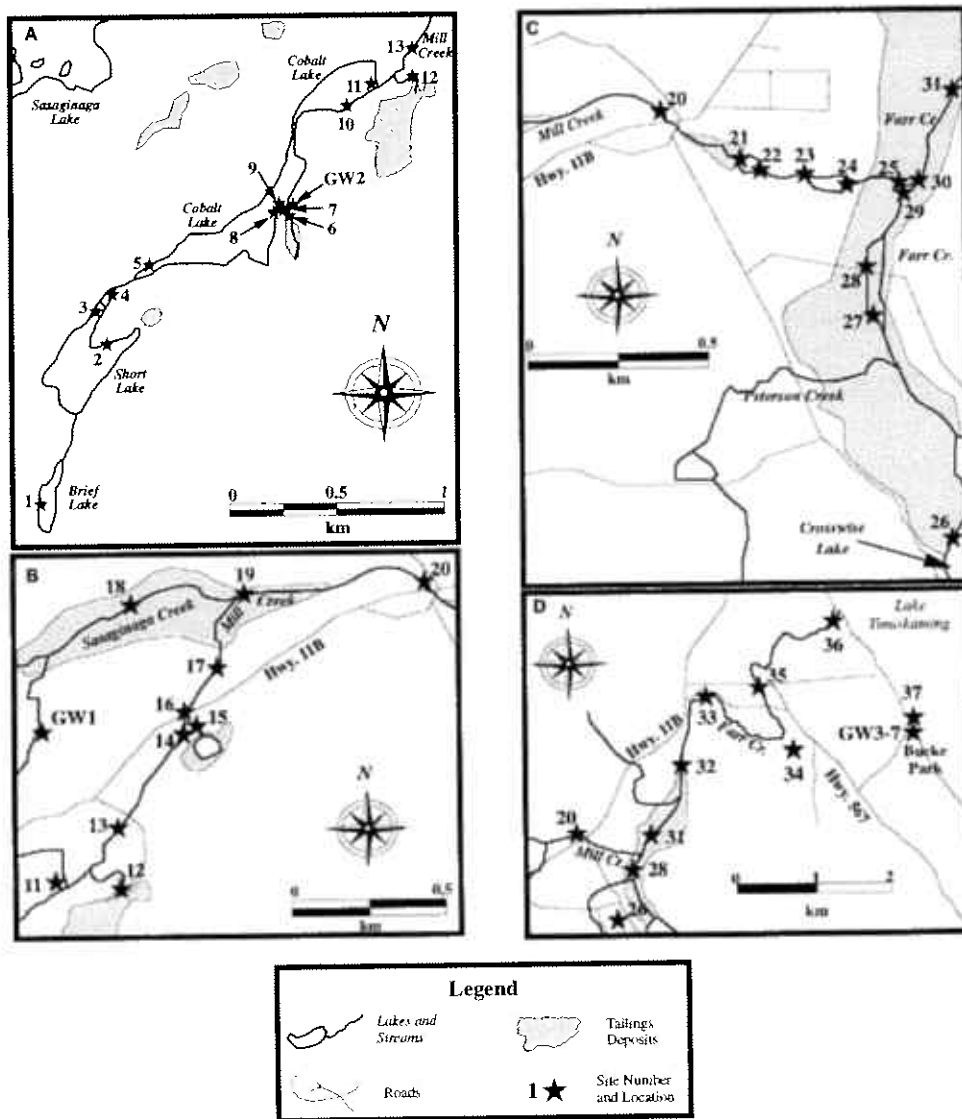 A
Sasaginaga
Lake
Cobalt
Lake
Mill
Creek
13
11
12
10
9
GW2
7
6
8
Cobalt
Lake
5
4
3
2
Short
Lake
1
Brief
Lake
N
0 0.5 1
km
B
18
19
20
Sasaginaga Creek
Mill Creek
Hwy. 11B
17
16
15
14
GW1
13
11
12
N
0 0.5
km
C
20
Mill Creek
Hwy. 11B
21
22
23
24
25
31
Farr Cr.
30
29
Farr Cr.
28
27
N
0 0.5
km
Peterson Creek
Crosswise
Lake
26
D
N
Lake
Timiskaming
36
35
37
GW3-7
Bucke
Park
33
Farr Cr.
34
Hwy. 11B
32
Hwy. 567
20
31
Mill Cr.
28
26
0 1 2
km
Legend
Lakes and
Streams
Tailings
Deposits
Roads
1
Site Number
and Location